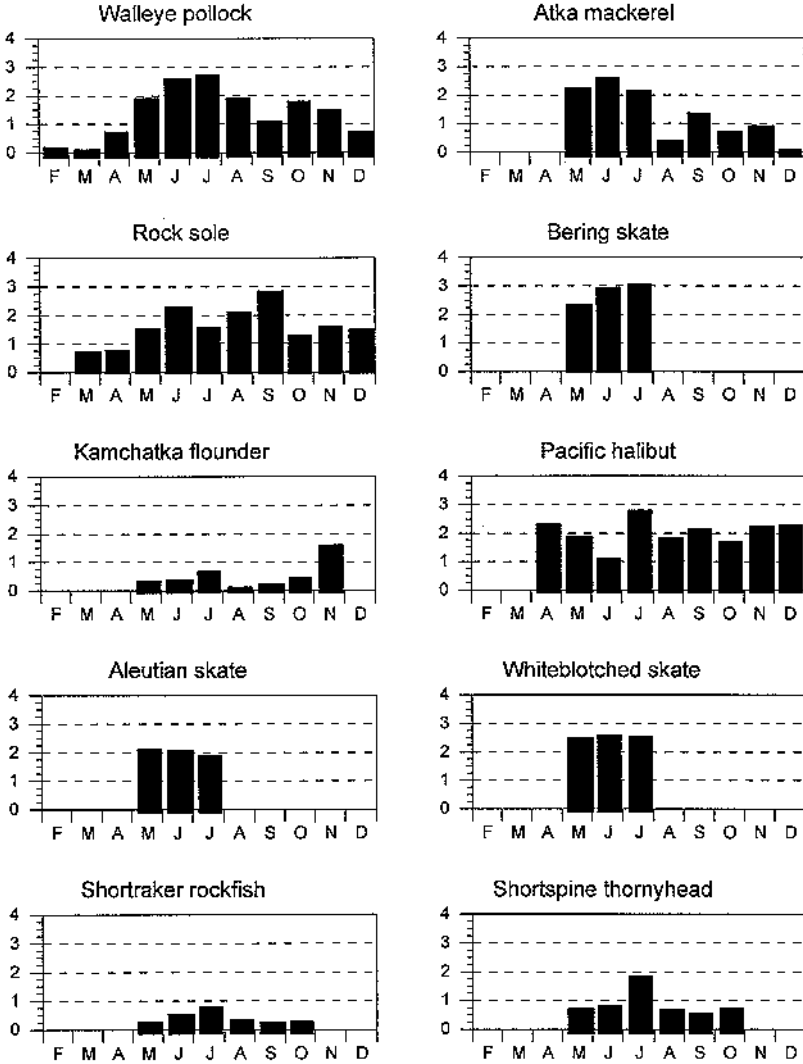 Walleye pollock
4
3
2
1
0
F M A M J J A S O N D
Atka mackerel
4
3
2
1
0
F M A M J J A S O N D
Rock sole
4
3
2
1
0
F M A M J J A S O N D
Bering skate
4
3
2
1
0
F M A M J J A S O N D
Kamchatka flounder
4
3
2
1
0
F M A M J J A S O N D
Pacific halibut
4
3
2
1
0
F M A M J J A S O N D
Aleutian skate
4
3
2
1
0
F M A M J J A S O N D
Whiteblotched skate
4
3
2
1
0
F M A M J J A S O N D
Shortraker rockfish
4
3
2
1
0
F M A M J J A S O N D
Shortspine thornyhead
4
3
2
1
0
F M A M J J A S O N D